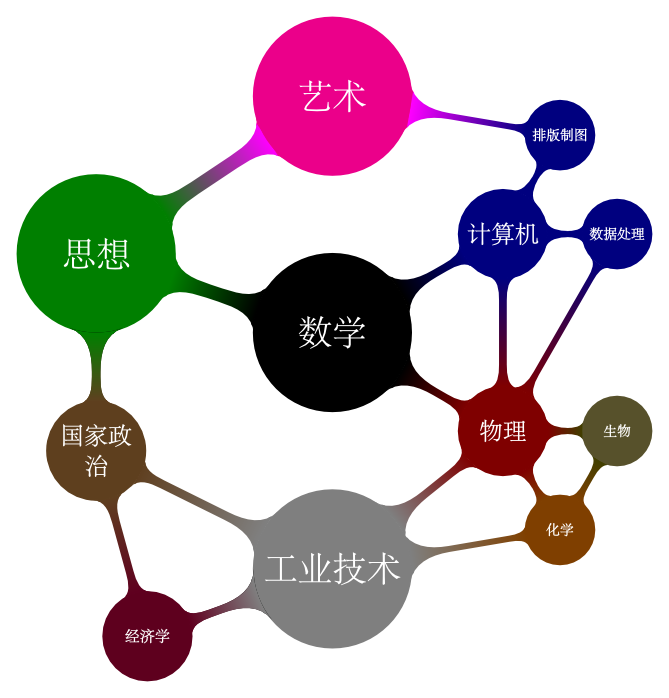 艺术
排版制图
计算机
数据处理
思想
数学
国家政
治
物理
生物
化学
工业技术
经济学